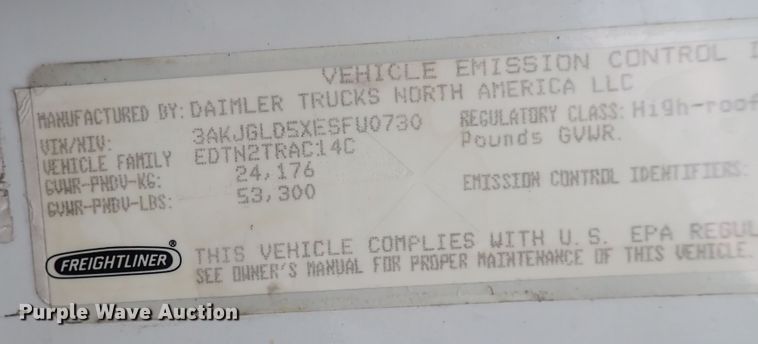 VEHICLE EMISSION CONTROL
MANUFACTURED BY: DAIMLER TRUCKS NORTH AMERICA LLC
VIN/NIV: 3AKJGLD5XESFU0730
REGULATORY CLASS: High-roof
VEHICLE FAMILY EDTN2TRAC14C
Pounds GVWR.
GVWR-PNBV-KG: 24,176
GVWR-PNBV-LBS: 53,300
EMISSION CONTROL IDENTIFIERS:
FREIGHTLINER®
THIS VEHICLE COMPLIES WITH U.S. EPA REGUL
SEE OWNER'S MANUAL FOR PROPER MAINTENANCE OF THIS VEHICLE.
Purple Wave Auction